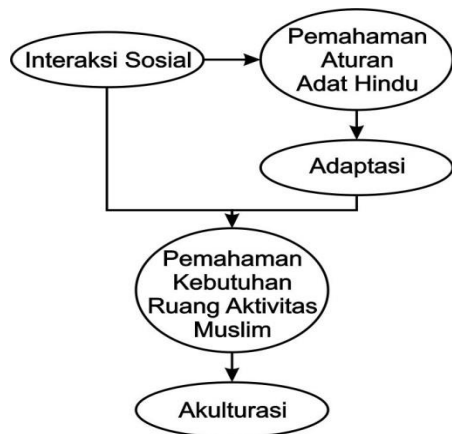 Interaksi Sosial
Pemahaman
Aturan
Adat Hindu
Adaptasi
Pemahaman
Kebutuhan
Ruang Aktivitas
Muslim
Akulturasi